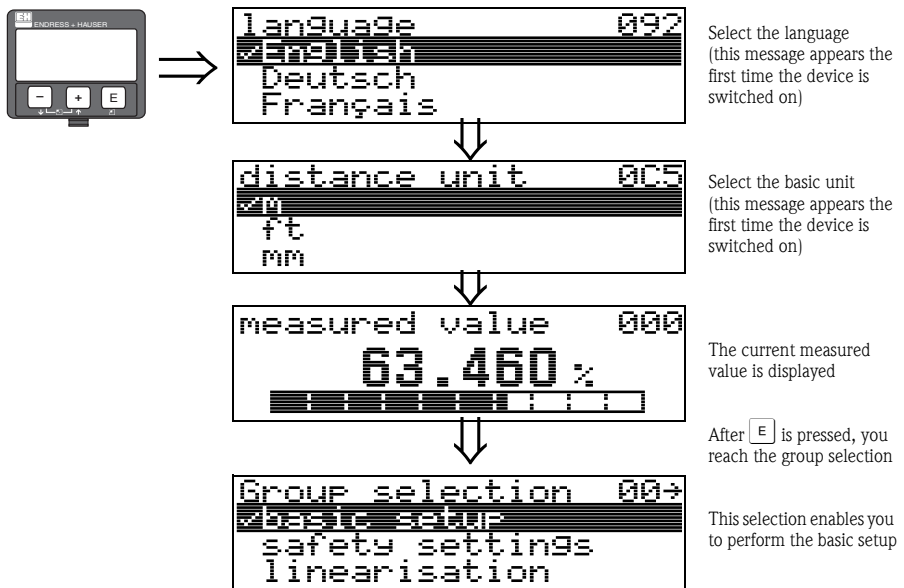 EH ENDRESS + HAUSER
- + E
language 092
✓English
Deutsch
Français
Select the language
(this message appears the
first time the device is
switched on)
distance unit 0C5
✓m
ft
mm
Select the basic unit
(this message appears the
first time the device is
switched on)
measured value 000
63.460 %
The current measured
value is displayed
After E is pressed, you
reach the group selection
Group selection 00→
✓basic setup
safety settings
linearisation
This selection enables you
to perform the basic setup